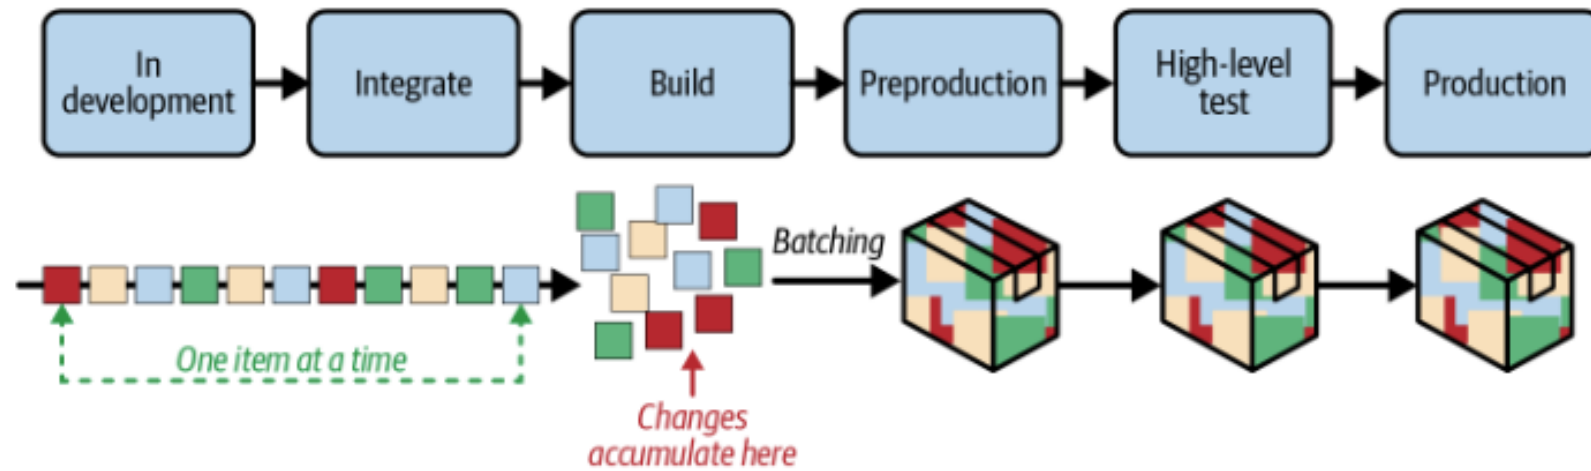 In
development
Integrate
Build
Preproduction
High-level
test
Production
Batching
One item at a time
Changes
accumulate here